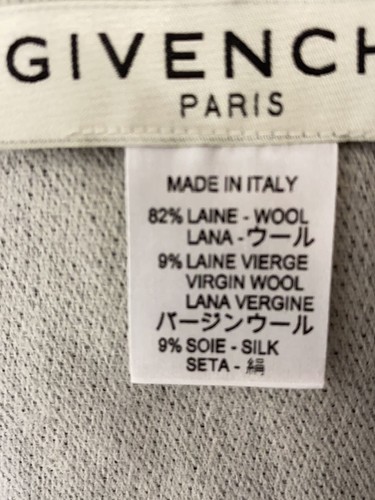 GIVENCH
PARIS
MADE IN ITALY
82% LAINE - WOOL
LANA - ウール
9% LAINE VIERGE
VIRGIN WOOL
LANA VERGINE
バージンウール
9% SOIE - SILK
SETA - 絹